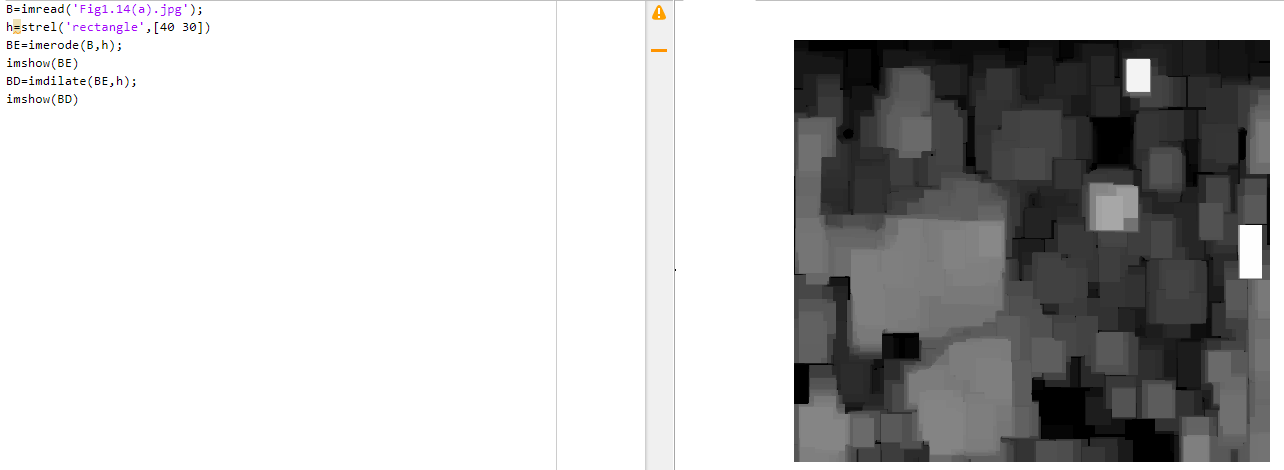 B=imread('Fig1.14(a).jpg');
h=strel('rectangle',[40 30])
BE=imerode(B,h);
imshow(BE)
BD=imdilate(BE,h);
imshow(BD)